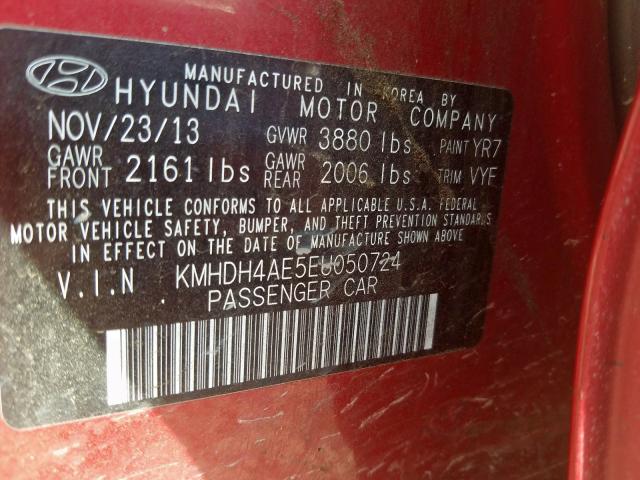 MANUFACTURED IN KOREA BY
HYUNDAI MOTOR COMPANY
NOV/23/13 GVWR 3880 lbs PAINT YR7
GAWR FRONT 2161 lbs GAWR REAR 2006 lbs TRIM VYF
THIS VEHICLE CONFORMS TO ALL APPLICABLE U.S.A. FEDERAL
MOTOR VEHICLE SAFETY, BUMPER, AND THEFT PREVENTION STANDARDS
IN EFFECT ON THE DATE OF MANUFACTURE SHOWN ABOVE
V.I.N KMHDH4AE5EU050724
PASSENGER CAR